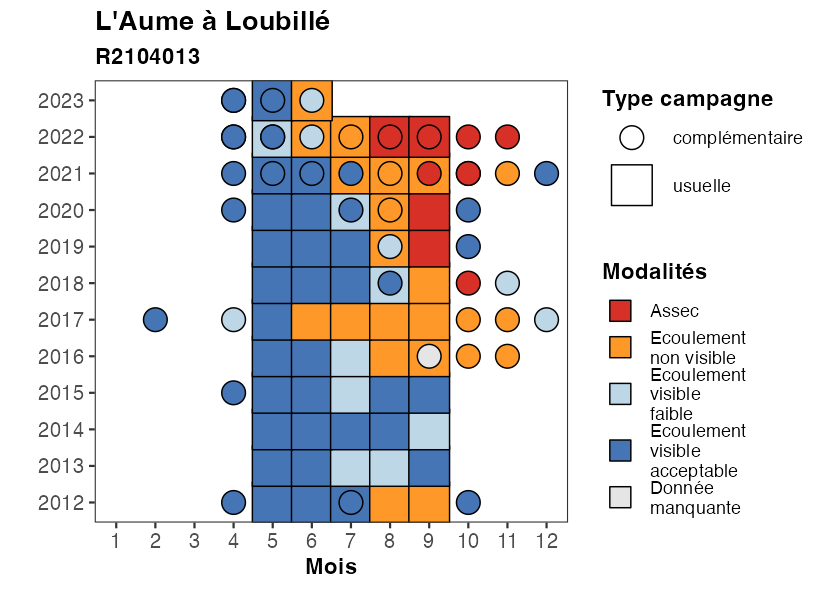 L'Aume à Loubillé
R2104013
2023
2022
2021
2020
2019
2018
2017
2016
2015
2014
2013
2012
1 2 3 4 5 6 7 8 9 10 11 12
Mois
Type campagne
complémentaire
usuelle
Modalités
Assec
Ecoulement
non visible
Ecoulement
visible
faible
Ecoulement
visible
acceptable
Donnée
manquante